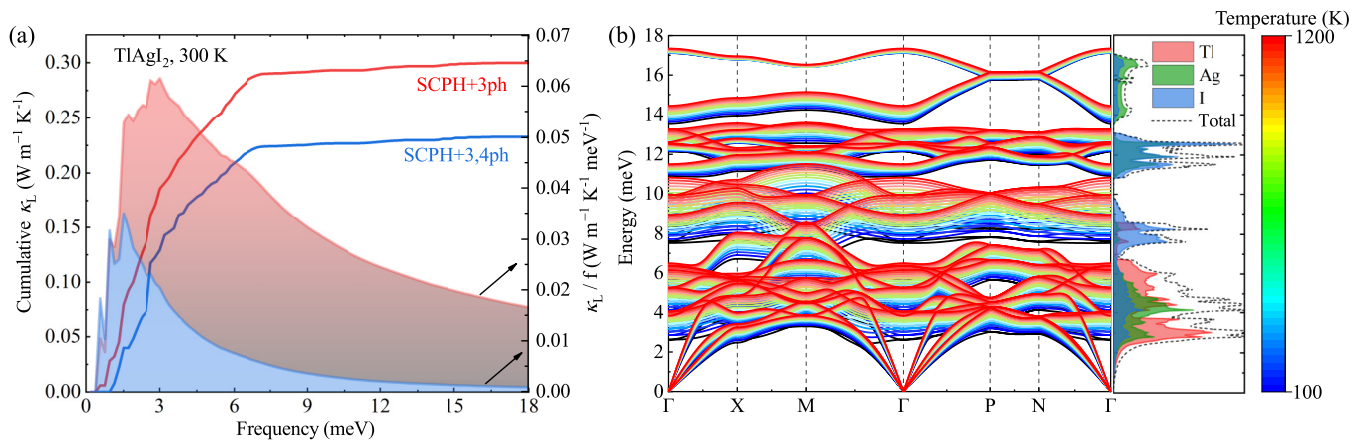 (a)
TlAgI₂, 300 K
SCPH+3ph
SCPH+3,4ph
Cumulative κL (W m⁻¹ K⁻¹)
0.30
0.25
0.20
0.15
0.10
0.05
0.00
0 3 6 9 12 15 18
Frequency (meV)
0.07
0.06
0.05
0.04
0.03
0.02
0.01
0.00
κL / f (W m⁻¹ K⁻¹ meV⁻¹)
(b)
Energy (meV)
18
16
14
12
10
8
6
4
2
0
Γ X M Γ P N Γ
Tl
Ag
I
Total
Temperature (K)
1200
100